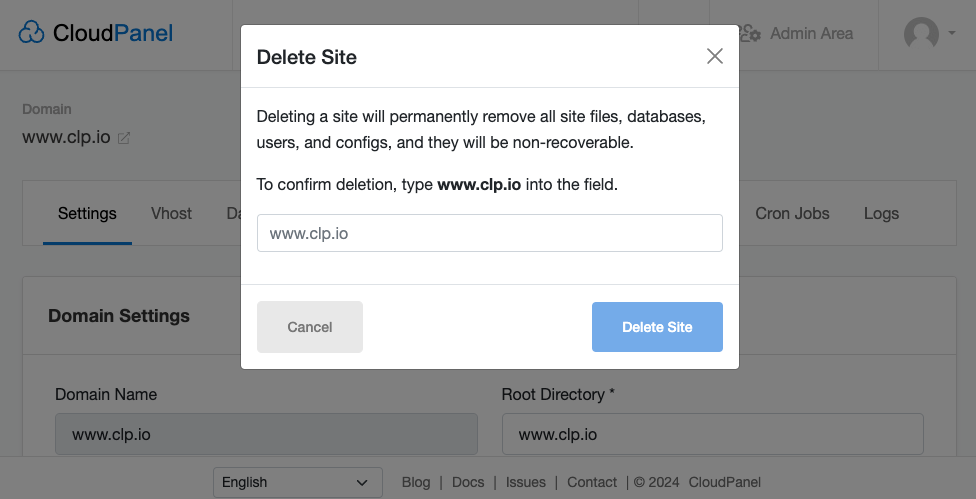 CloudPanel
Admin Area
Delete Site
Domain
www.clp.io
Deleting a site will permanently remove all site files, databases,
users, and configs, and they will be non-recoverable.
To confirm deletion, type www.clp.io into the field.
www.clp.io
Settings Vhost Cron Jobs Logs
Cancel Delete Site
Domain Settings
Domain Name Root Directory *
www.clp.io www.clp.io
English Blog | Docs | Issues | Contact | © 2024 CloudPanel